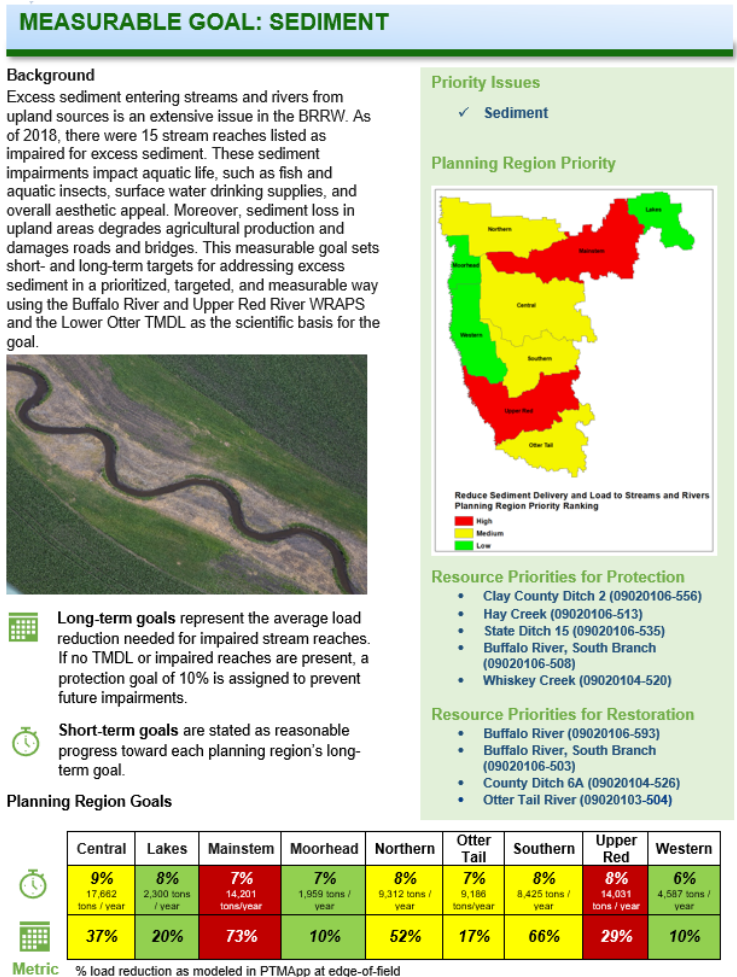 MEASURABLE GOAL: SEDIMENT
Background
Excess sediment entering streams and rivers from
upland sources is an extensive issue in the BRRW. As
of 2018, there were 15 stream reaches listed as
impaired for excess sediment. These sediment
impairments impact aquatic life, such as fish and
aquatic insects, surface water drinking supplies, and
overall aesthetic appeal. Moreover, sediment loss in
upland areas degrades agricultural production and
damages roads and bridges. This measurable goal sets
short- and long-term targets for addressing excess
sediment in a prioritized, targeted, and measurable way
using the Buffalo River and Upper Red River WRAPS
and the Lower Otter TMDL as the scientific basis for the
goal.
Long-term goals represent the average load
reduction needed for impaired stream reaches.
If no TMDL or impaired reaches are present, a
protection goal of 10% is assigned to prevent
future impairments.
Short-term goals are stated as reasonable
progress toward each planning region's long-
term goal.
Priority Issues
✓ Sediment
Planning Region Priority
Lakes
Northern
Mainstem
Moorhead
Central
Western
Southern
Upper Red
Otter Tail
Reduce Sediment Delivery and Load to Streams and Rivers
Planning Region Priority Ranking
High
Medium
Low
Resource Priorities for Protection
• Clay County Ditch 2 (09020106-556)
• Hay Creek (09020106-513)
• State Ditch 15 (09020106-535)
• Buffalo River, South Branch
(09020106-508)
• Whiskey Creek (09020104-520)
Resource Priorities for Restoration
• Buffalo River (09020106-593)
• Buffalo River, South Branch
(09020106-503)
• County Ditch 6A (09020104-526)
• Otter Tail River (09020103-504)
Planning Region Goals
Central Lakes Mainstem Moorhead Northern Otter Tail Southern Upper Red Western
9% 8% 7% 7% 8% 7% 8% 8% 6%
17,662 tons / year 2,300 tons / year 14,201 tons/year 1,959 tons / year 9,312 tons / year 9,186 tons/year 8,425 tons / year 14,031 tons / year 4,587 tons / year
37% 20% 73% 10% 52% 17% 66% 29% 10%
Metric % load reduction as modeled in PTMApp at edge-of-field